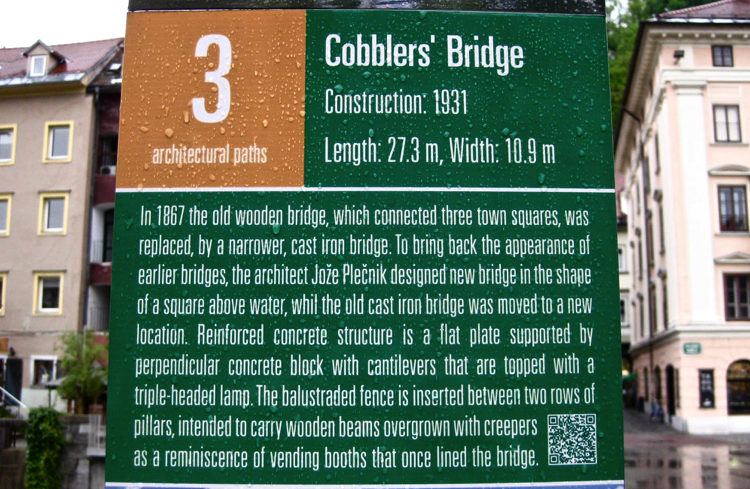 3
architectural paths
Cobblers' Bridge
Construction: 1931
Length: 27.3 m, Width: 10.9 m
In 1867 the old wooden bridge, which connected three town squares, was
replaced, by a narrower, cast iron bridge. To bring back the appearance of
earlier bridges, the architect Jože Plečnik designed new bridge in the shape
of a square above water, whil the old cast iron bridge was moved to a new
location. Reinforced concrete structure is a flat plate supported by
perpendicular concrete block with cantilevers that are topped with a
triple-headed lamp. The balustraded fence is inserted between two rows of
pillars, intended to carry wooden beams overgrown with creepers
as a reminiscence of vending booths that once lined the bridge.